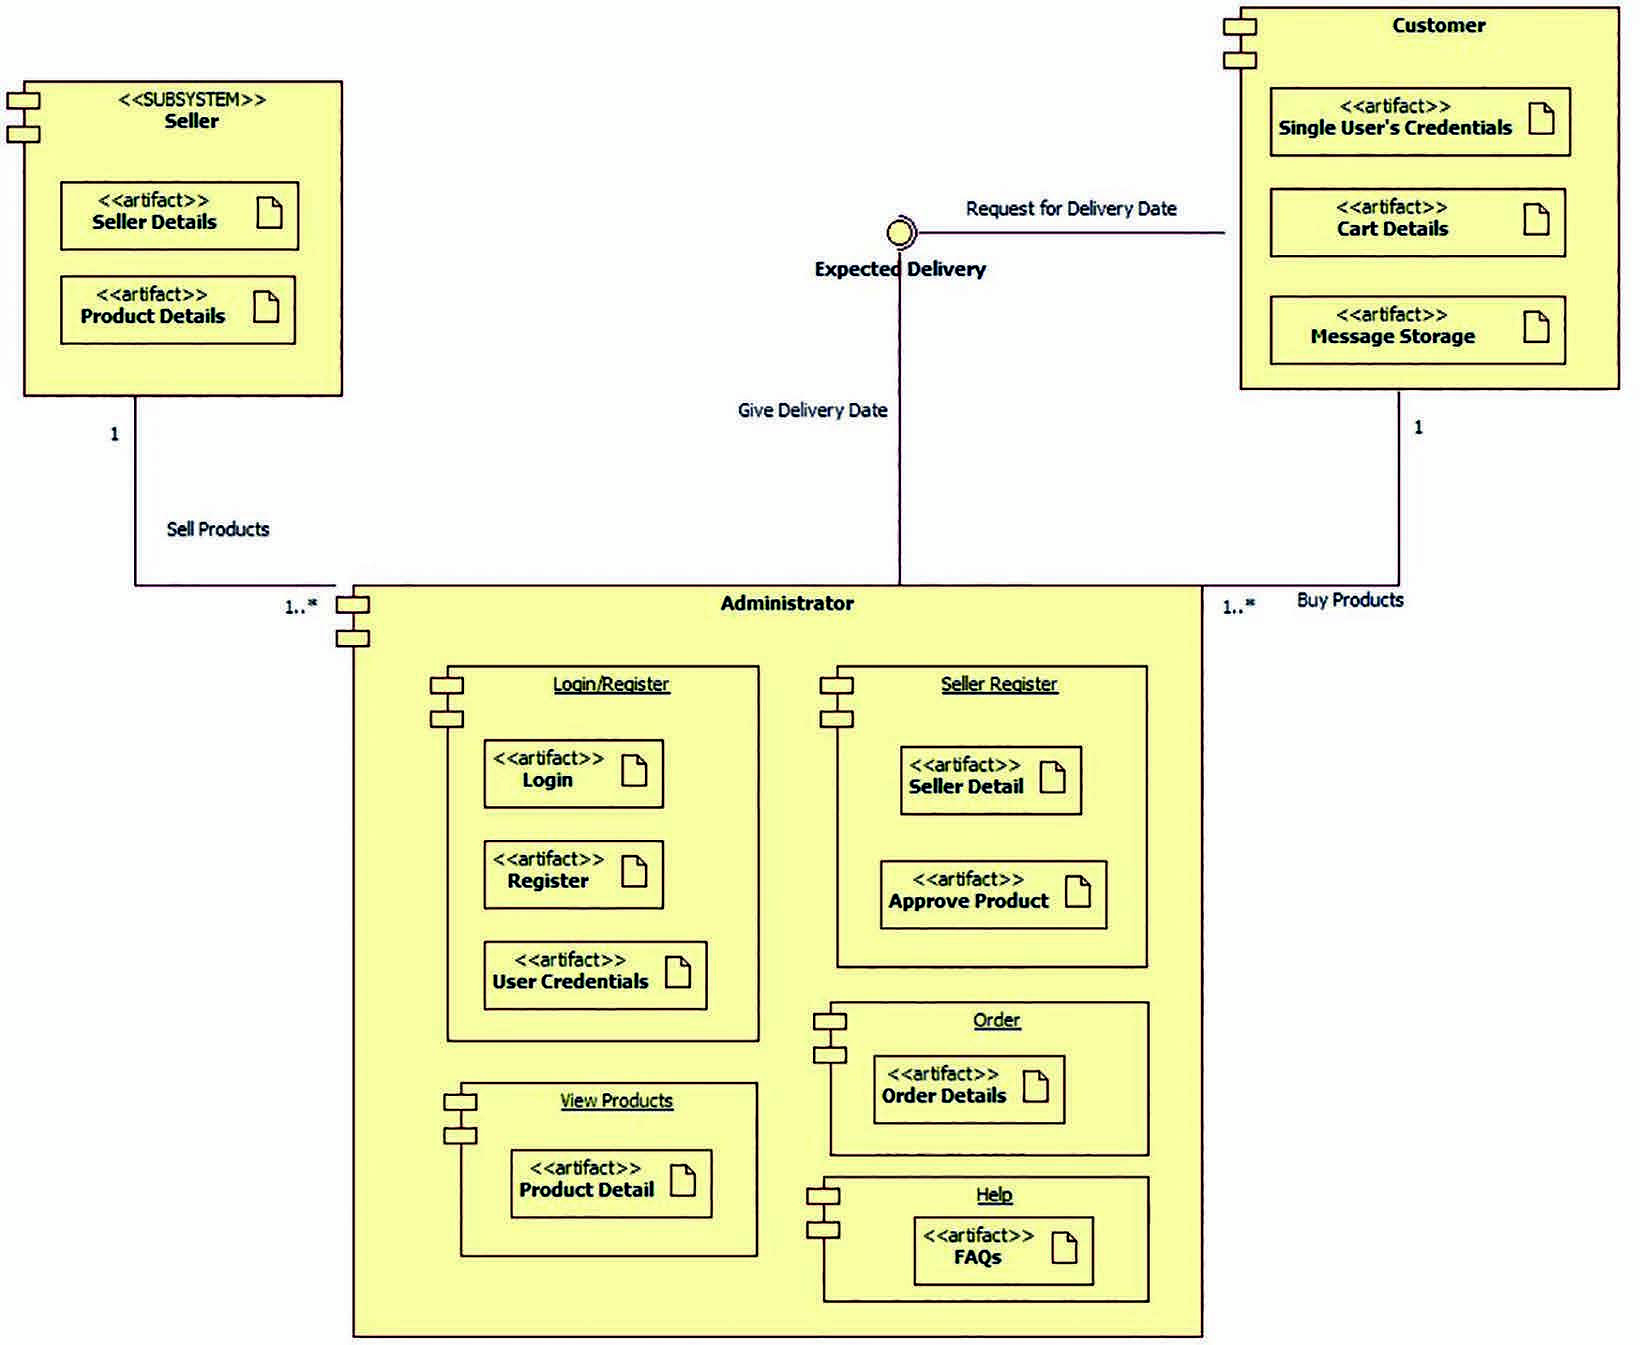 <<SUBSYSTEM>>
Seller
<<artifact>>
Seller Details
<<artifact>>
Product Details
Customer
<<artifact>>
Single User's Credentials
<<artifact>>
Cart Details
<<artifact>>
Message Storage
Request for Delivery Date
Expected Delivery
Give Delivery Date
1
Sell Products
1..*
1
Buy Products
1..*
Administrator
Login/Register
<<artifact>>
Login
<<artifact>>
Register
<<artifact>>
User Credentials
View Products
<<artifact>>
Product Detail
Seller Register
<<artifact>>
Seller Detail
<<artifact>>
Approve Product
Order
<<artifact>>
Order Details
Help
<<artifact>>
FAQs